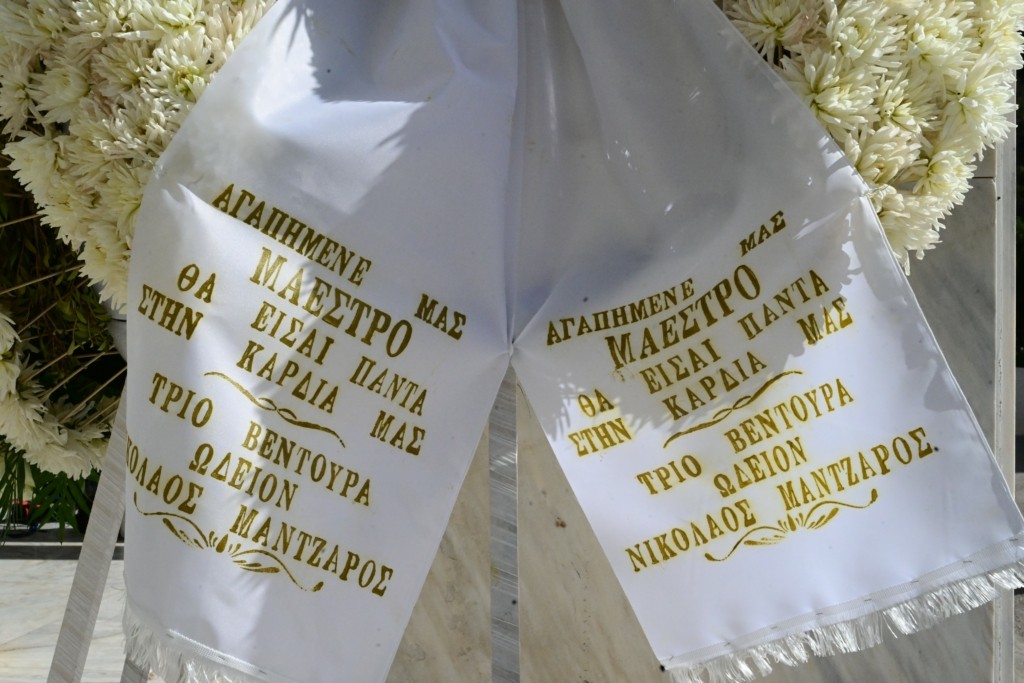 ΑΓΑΠΗΜΕΝΕ ΜΑΣ
ΜΑΕΣΤΡΟ
ΘΑ ΕΙΣΑΙ ΠΑΝΤΑ
ΣΤΗΝ ΚΑΡΔΙΑ ΜΑΣ
ΤΡΙΟ ΒΕΝΤΟΥΡΑ
ΩΔΕΙΟΝ
ΚΟΛΑΟΣ ΜΑΝΤΖΑΡΟΣ
ΑΓΑΠΗΜΕΝΕ ΜΑΣ
ΜΑΕΣΤΡΟ
ΘΑ ΕΙΣΑΙ ΠΑΝΤΑ
ΣΤΗΝ ΚΑΡΔΙΑ ΜΑΣ
ΤΡΙΟ ΒΕΝΤΟΥΡΑ
ΩΔΕΙΟΝ
ΝΙΚΟΛΑΟΣ ΜΑΝΤΖΑΡΟΣ.